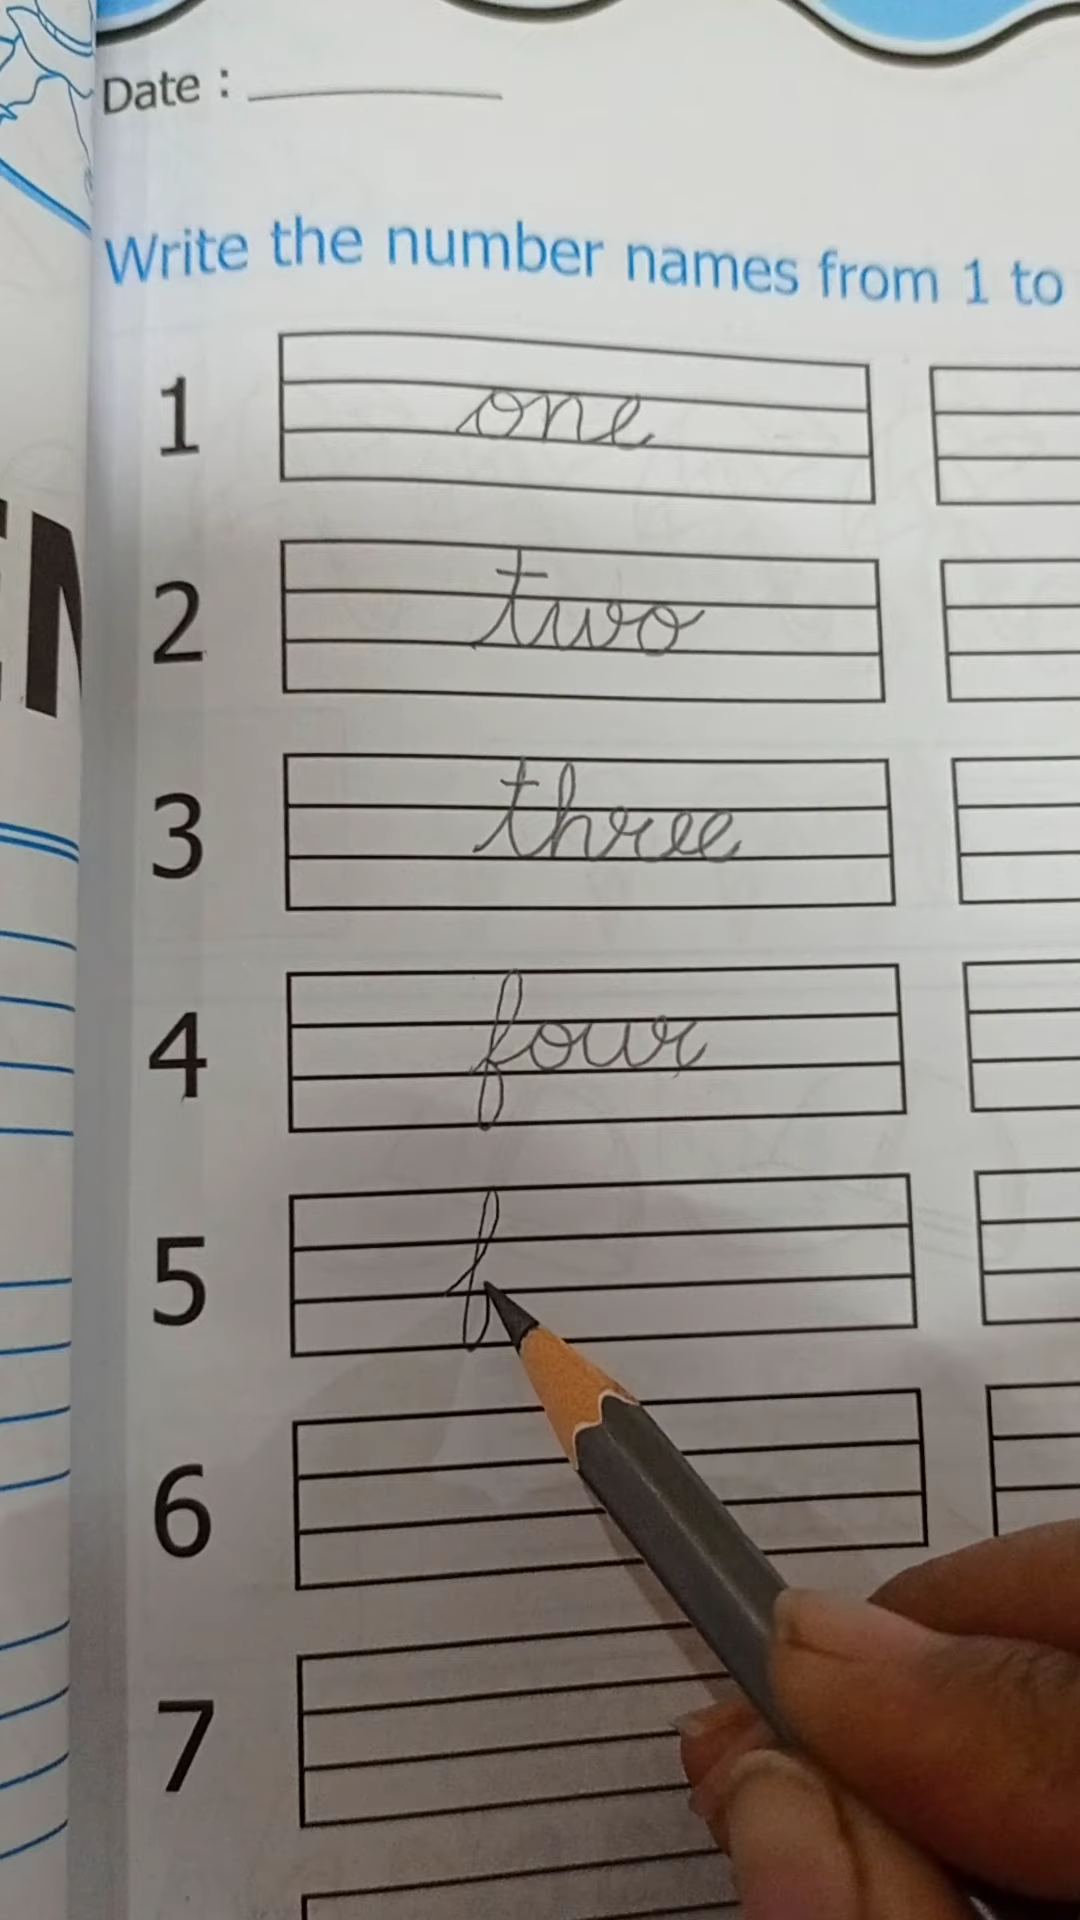 Date :
Write the number names from 1 to
1 one
2 two
3 three
4 four
5 f
6
7